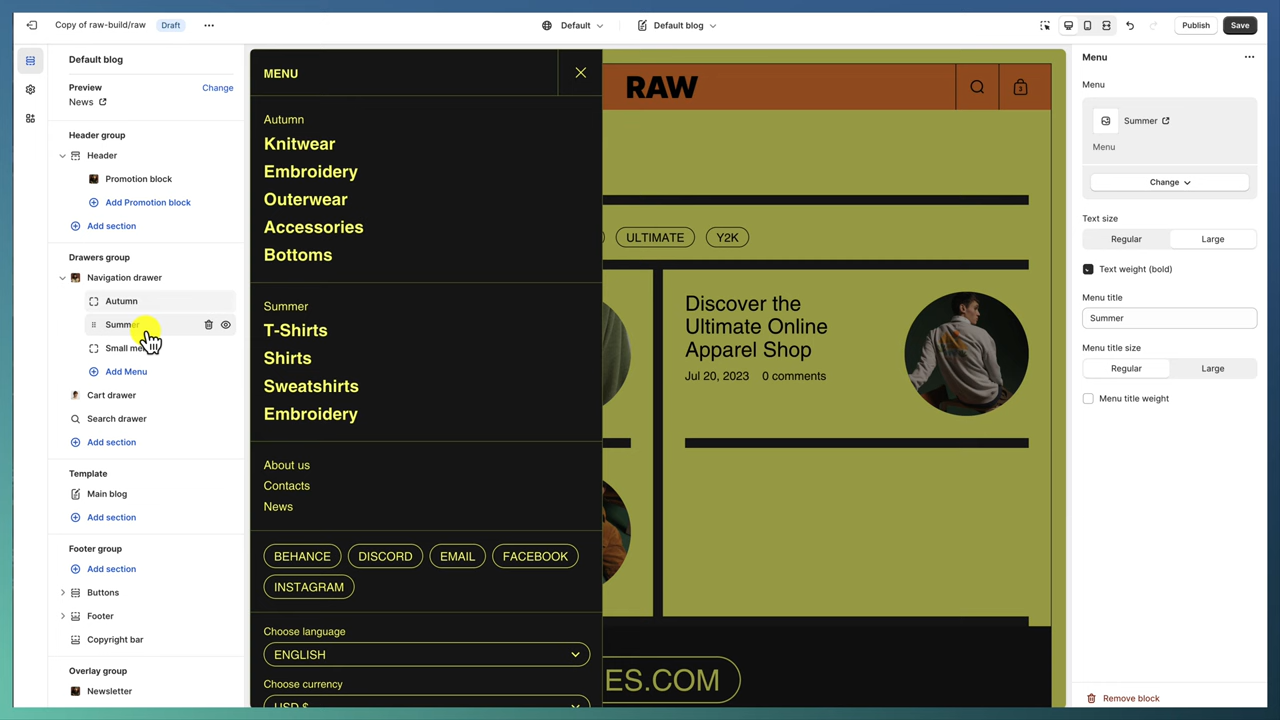 Copy of raw-build/raw
Draft
Default
Default blog
Publish
Save
Default blog
Preview
Change
News
Header group
Header
Promotion block
Add Promotion block
Add section
Drawers group
Navigation drawer
Autumn
Summer
Add Menu
Cart drawer
Search drawer
Add section
Template
Main blog
Add section
Footer group
Add section
Buttons
Footer
Copyright bar
Overlay group
Newsletter
MENU
Autumn
Knitwear
Embroidery
Outerwear
Accessories
Bottoms
Summer
T-Shirts
Shirts
Sweatshirts
Embroidery
About us
Contacts
News
BEHANCE
DISCORD
EMAIL
FACEBOOK
INSTAGRAM
Choose language
ENGLISH
Choose currency
USD $
RAW
3
ULTIMATE
Y2K
Discover the
Ultimate Online
Apparel Shop
Jul 20, 2023 0 comments
ES.COM
Menu
Menu
Summer
Menu
Change
Text size
Regular
Large
Text weight (bold)
Menu title
Summer
Menu title size
Regular
Large
Menu title weight
Remove block